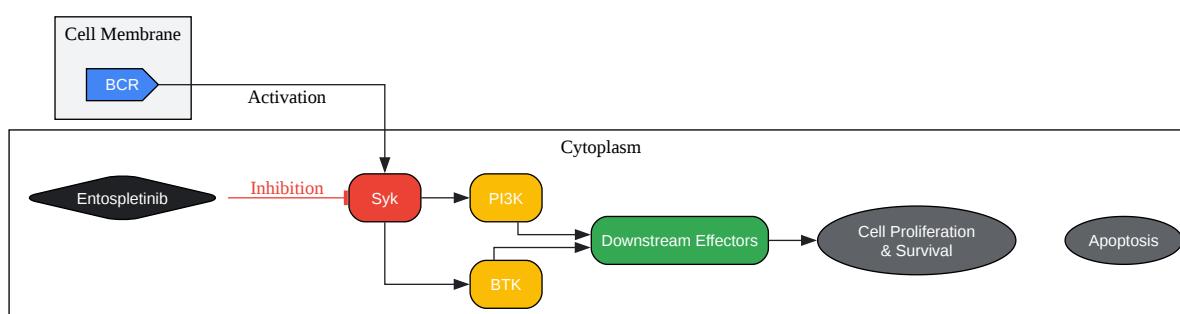 Cell Membrane
BCR
Activation
Cytoplasm
Entospletinib
Inhibition
Syk
PI3K
BTK
Downstream Effectors
Cell Proliferation
& Survival
Apoptosis